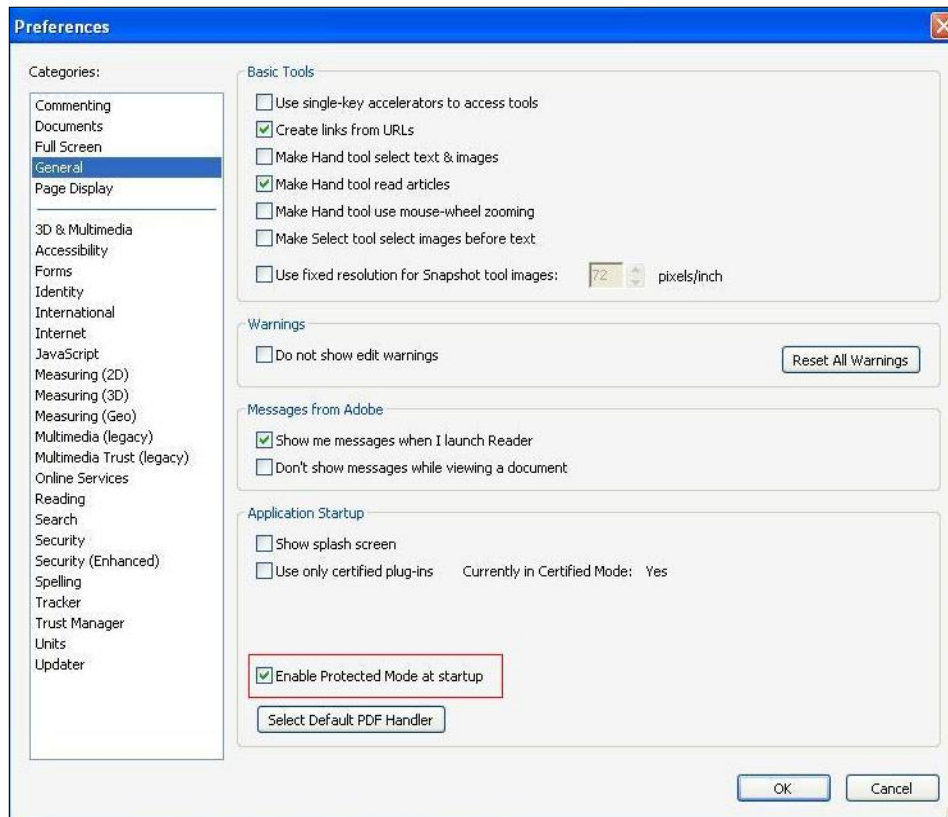 Preferences
Categories:
Commenting
Documents
Full Screen
General
Page Display
3D & Multimedia
Accessibility
Forms
Identity
International
Internet
JavaScript
Measuring (2D)
Measuring (3D)
Measuring (Geo)
Multimedia (legacy)
Multimedia Trust (legacy)
Online Services
Reading
Search
Security
Security (Enhanced)
Spelling
Tracker
Trust Manager
Units
Updater
Basic Tools
Use single-key accelerators to access tools
Create links from URLs
Make Hand tool select text & images
Make Hand tool read articles
Make Hand tool use mouse-wheel zooming
Make Select tool select images before text
Use fixed resolution for Snapshot tool images: 72 pixels/inch
Warnings
Do not show edit warnings Reset All Warnings
Messages from Adobe
Show me messages when I launch Reader
Don't show messages while viewing a document
Application Startup
Show splash screen
Use only certified plug-ins Currently in Certified Mode: Yes
Enable Protected Mode at startup
Select Default PDF Handler
OK Cancel